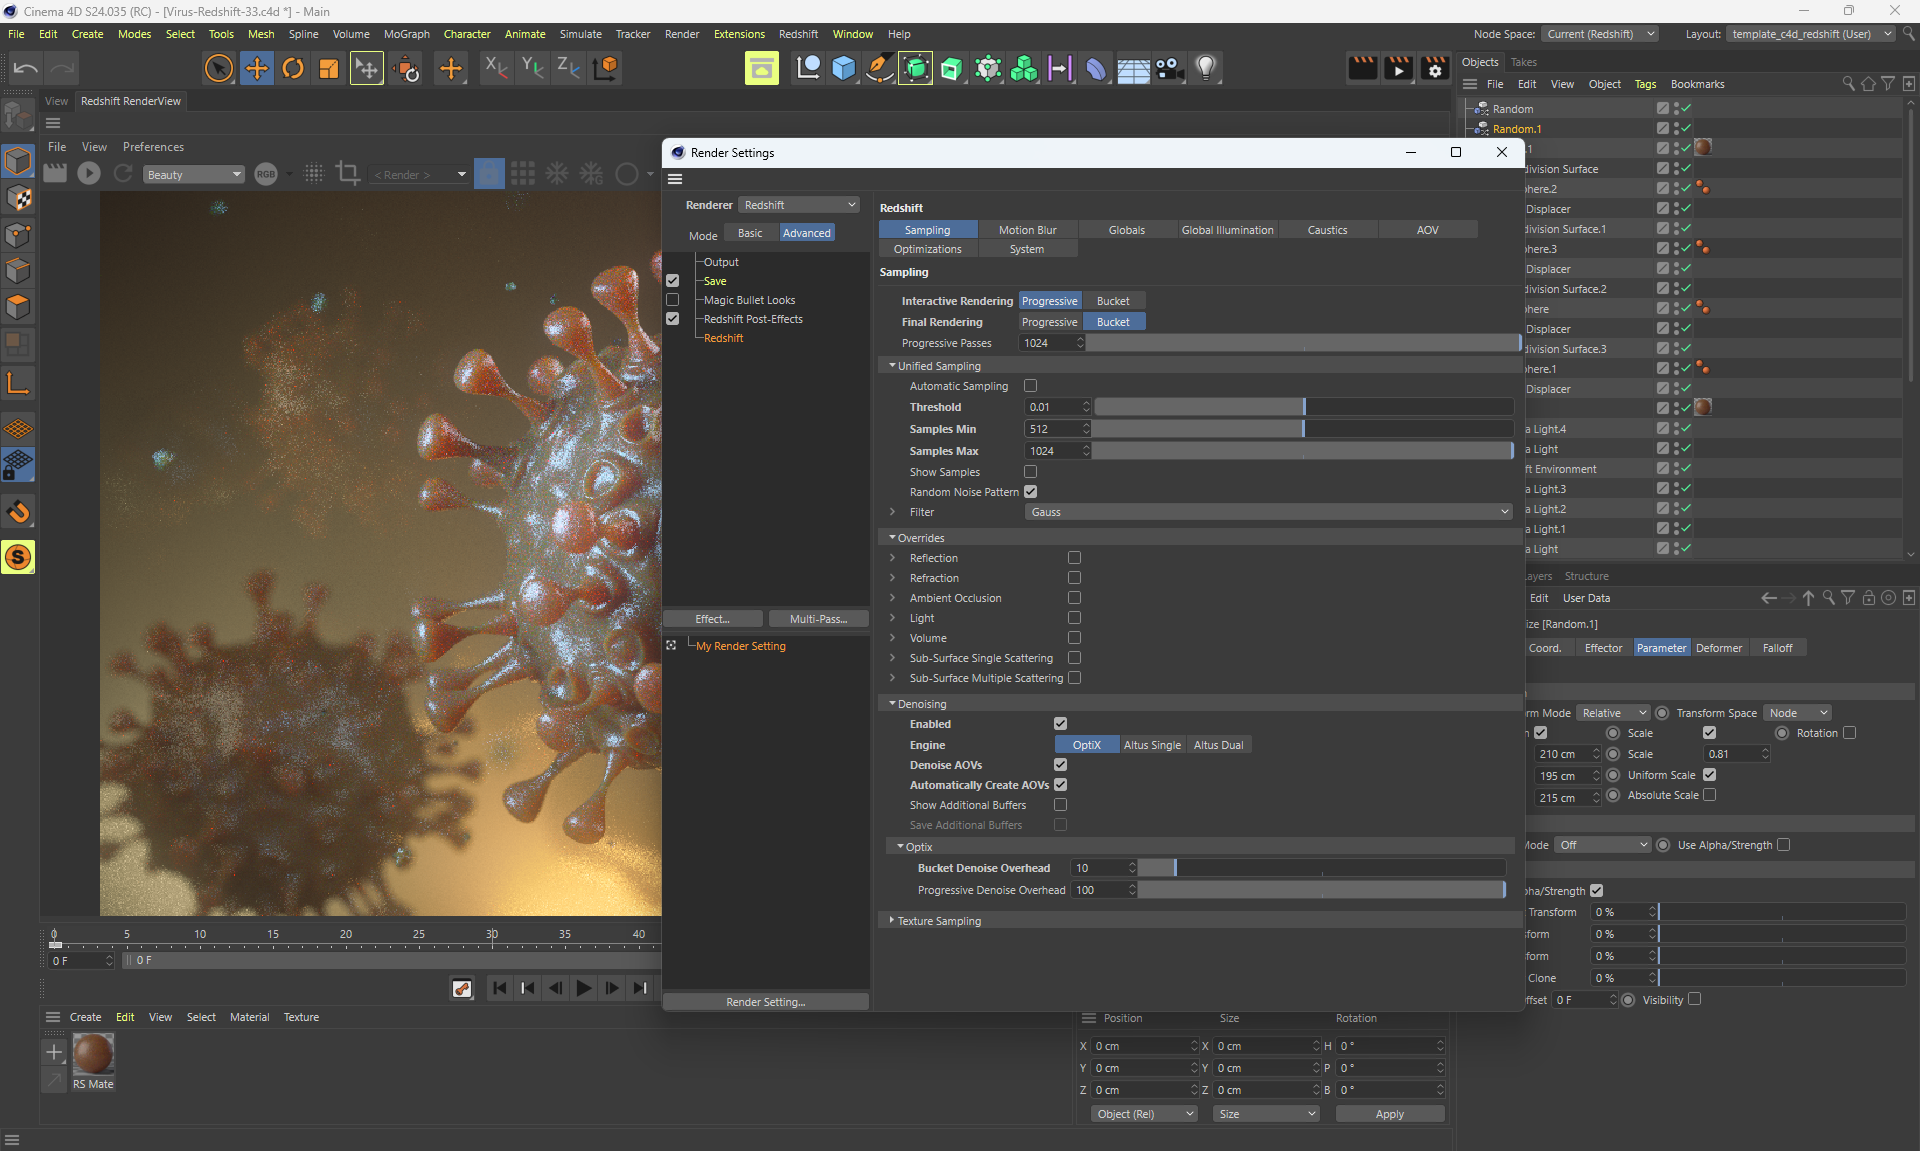 Cinema 4D S24.035 (RC) - [Virus-Redshift-33.c4d *] - Main
File Edit Create Modes Select Tools Mesh Spline Volume MoGraph Character Animate Simulate Tracker Render Extensions Redshift Window Help
Node Space: Current (Redshift) Layout: template_c4d_redshift (User)
Objects Takes
File Edit View Object Tags Bookmarks
View Redshift RenderView
File View Preferences
Beauty RGB < Render >
Random
Random.1
.1
division Surface
here.2
Displacer
division Surface.1
here.3
Displacer
division Surface.2
here
Displacer
division Surface.3
here.1
Displacer
a Light.4
a Light
ft Environment
a Light.3
a Light.2
a Light.1
a Light
Render Settings
Renderer Redshift
Mode Basic Advanced
Output
Save
Magic Bullet Looks
Redshift Post-Effects
Redshift
Effect... Multi-Pass...
My Render Setting
Render Setting...
Redshift
Sampling Motion Blur Globals Global Illumination Caustics AOV
Optimizations System
Sampling
Interactive Rendering Progressive Bucket
Final Rendering Progressive Bucket
Progressive Passes 1024
Unified Sampling
Automatic Sampling
Threshold 0.01
Samples Min 512
Samples Max 1024
Show Samples
Random Noise Pattern
Filter Gauss
Overrides
Reflection
Refraction
Ambient Occlusion
Light
Volume
Sub-Surface Single Scattering
Sub-Surface Multiple Scattering
Denoising
Enabled
Engine OptiX Altus Single Altus Dual
Denoise AOVs
Automatically Create AOVs
Show Additional Buffers
Save Additional Buffers
Optix
Bucket Denoise Overhead 10
Progressive Denoise Overhead 100
Texture Sampling
ayers Structure
Edit User Data
ize [Random.1]
Coord. Effector Parameter Deformer Falloff
rm Mode Relative Transform Space Node
n Scale Rotation
210 cm Scale 0.81
195 cm Uniform Scale
215 cm Absolute Scale
Mode Off Use Alpha/Strength
pha/Strength
Transform 0 %
sform 0 %
form 0 %
Clone 0 %
ffset 0 F Visibility
0 5 10 15 20 25 30 35 40
0 F 0 F
Create Edit View Select Material Texture
RS Mate
Position Size Rotation
X 0 cm X 0 cm H 0 °
Y 0 cm Y 0 cm P 0 °
Z 0 cm Z 0 cm B 0 °
Object (Rel) Size Apply